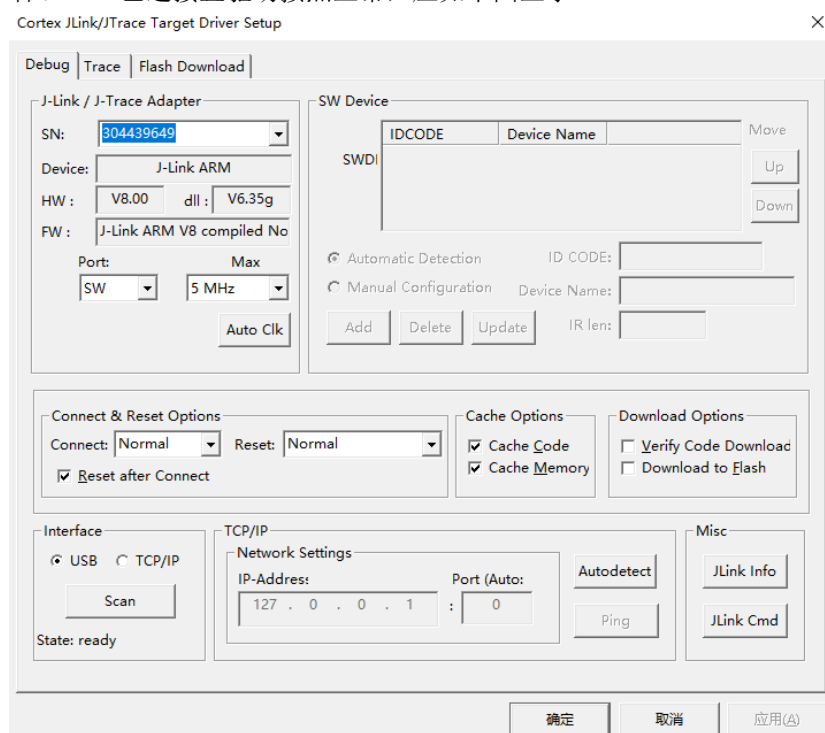 Cortex JLink/JTrace Target Driver Setup
Debug Trace Flash Download
J-Link / J-Trace Adapter
SN: 304439649
Device: J-Link ARM
HW : V8.00 dll : V6.35g
FW : J-Link ARM V8 compiled No
Port: Max
SW 5 MHz
Auto Clk
SW Device
IDCODE Device Name Move
SWDI
Up
Down
Automatic Detection ID CODE:
Manual Configuration Device Name:
Add Delete Update IR len:
Connect & Reset Options
Connect: Normal Reset: Normal
Reset after Connect
Cache Options
Cache Code
Cache Memory
Download Options
Verify Code Download
Download to Flash
Interface
USB TCP/IP
Scan
State: ready
TCP/IP
Network Settings
IP-Addres: Port (Auto:
127 . 0 . 0 . 1 : 0
Autodetect
Ping
Misc
JLink Info
JLink Cmd
确定 取消 应用(A)